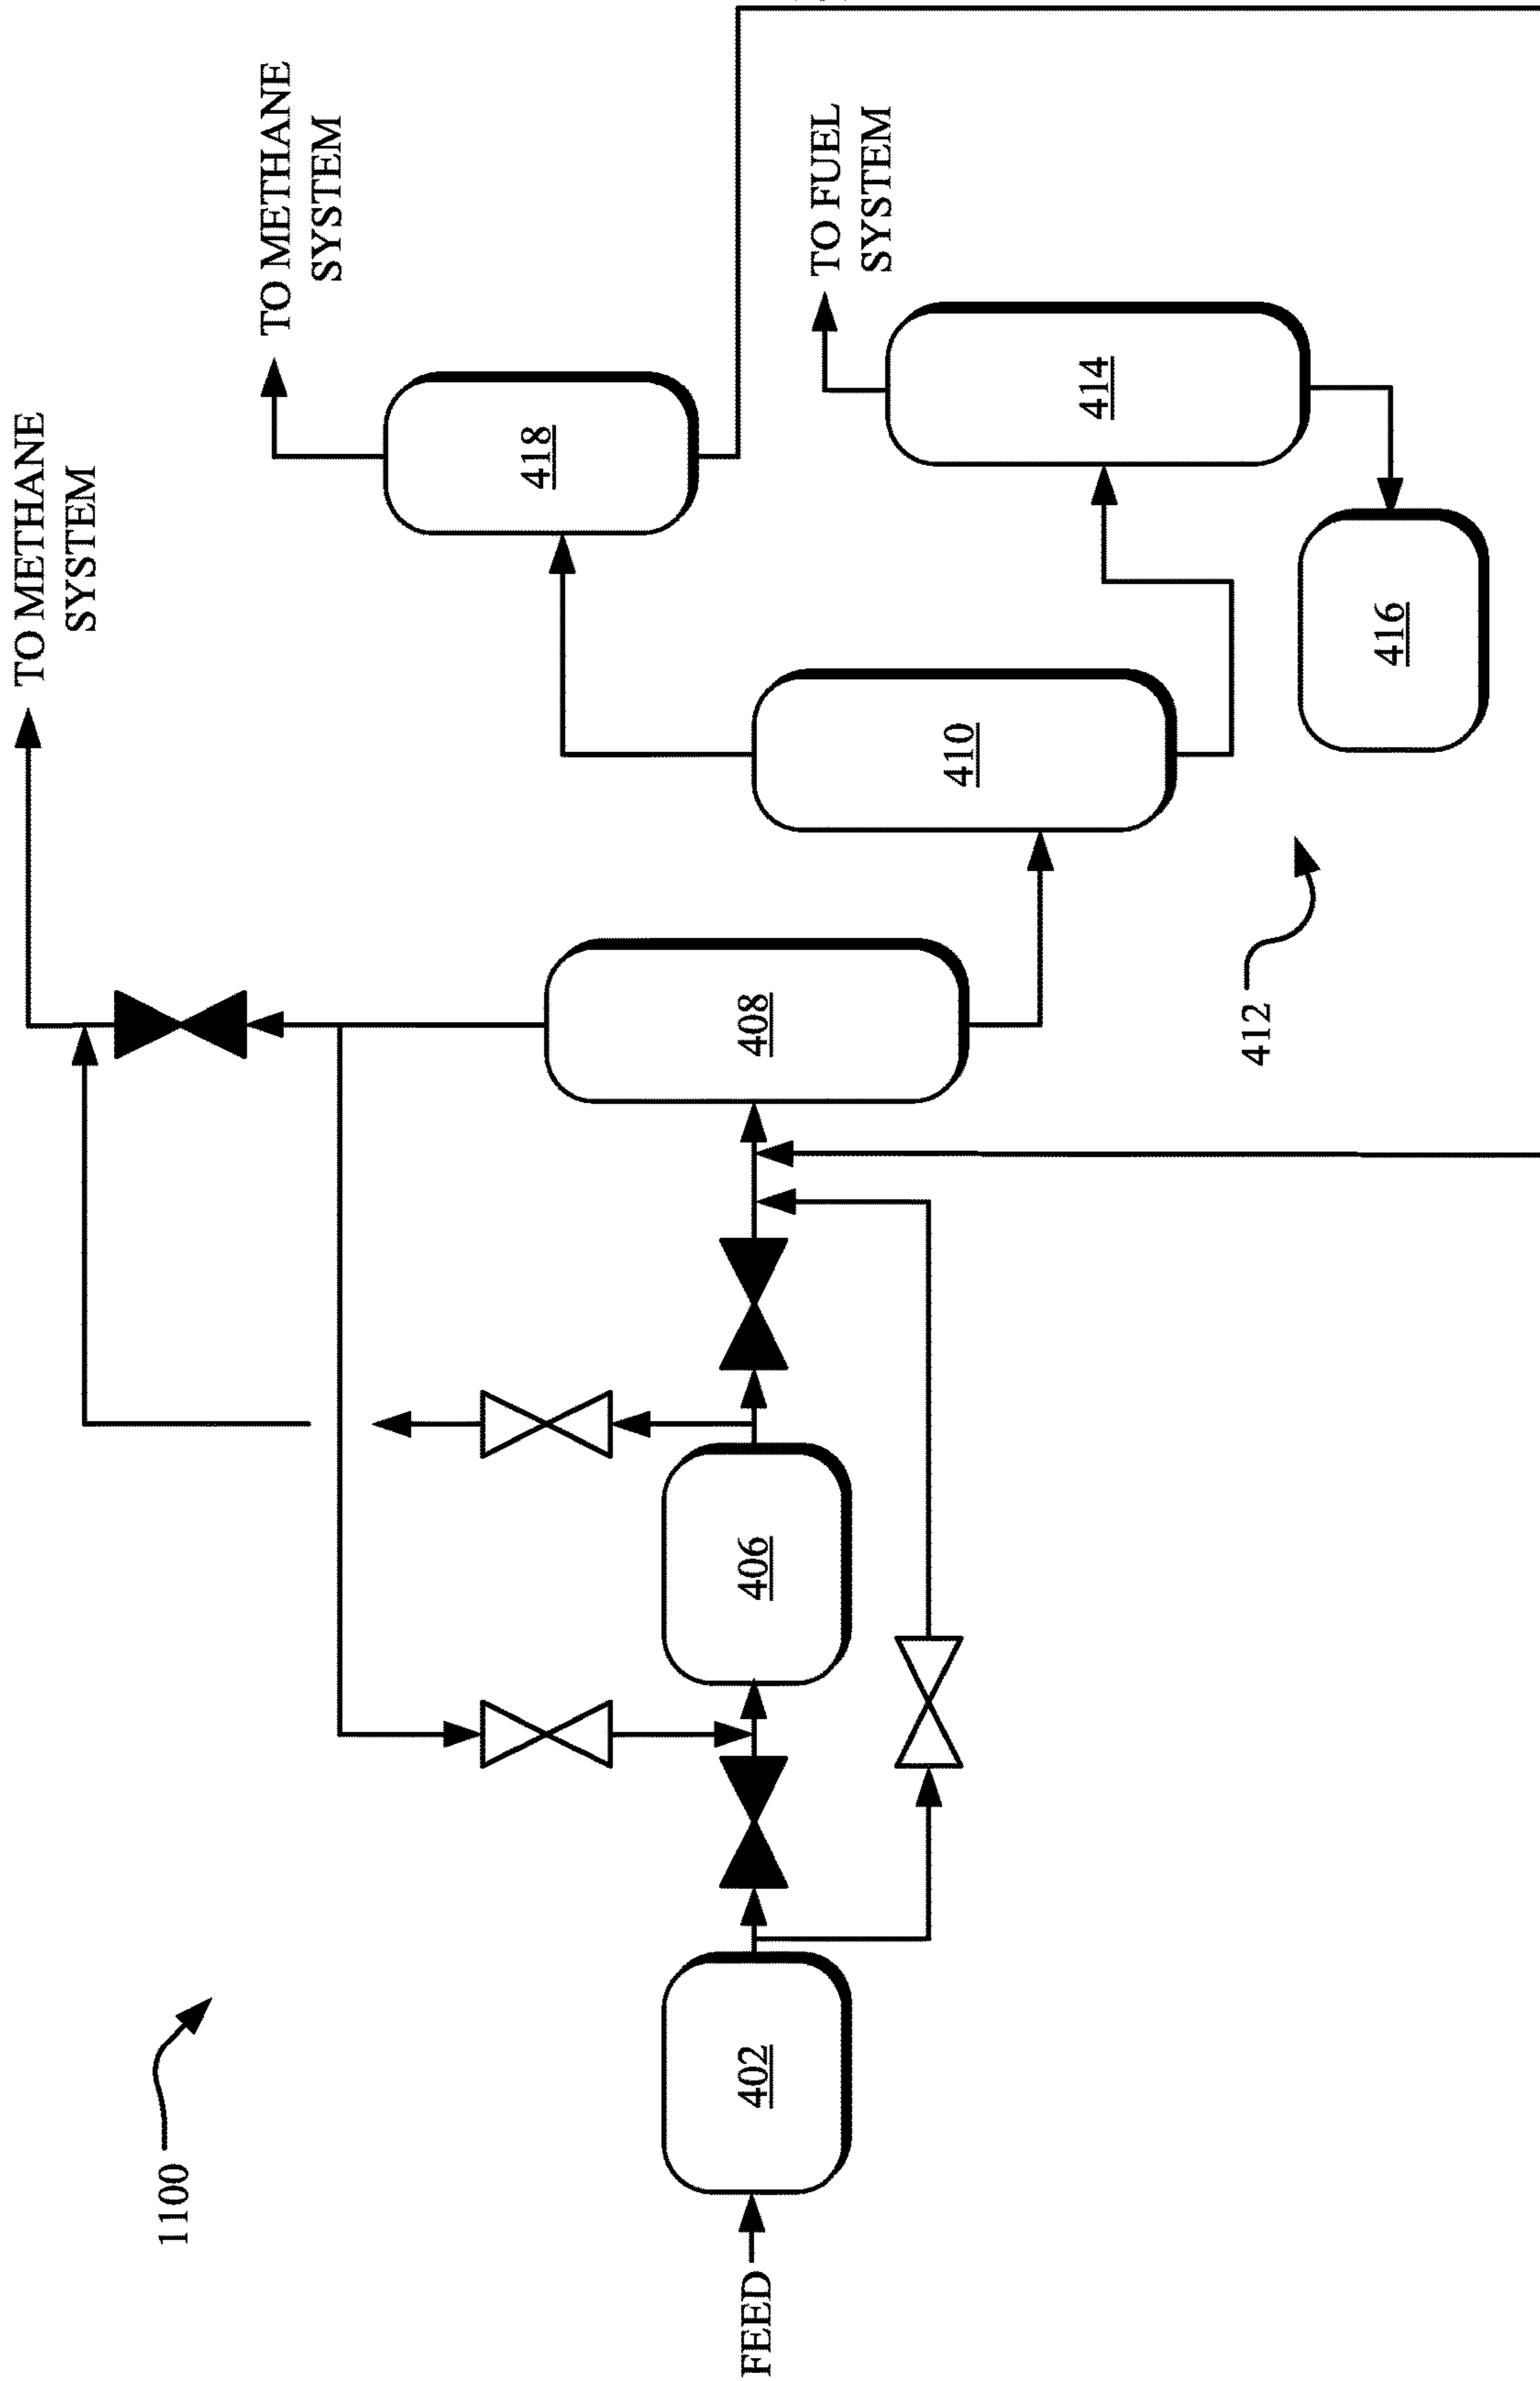 1100
TO METHANE
SYSTEM
TO METHANE
SYSTEM
TO FUEL
SYSTEM
418
414
410
416
408
412
406
402
FEED